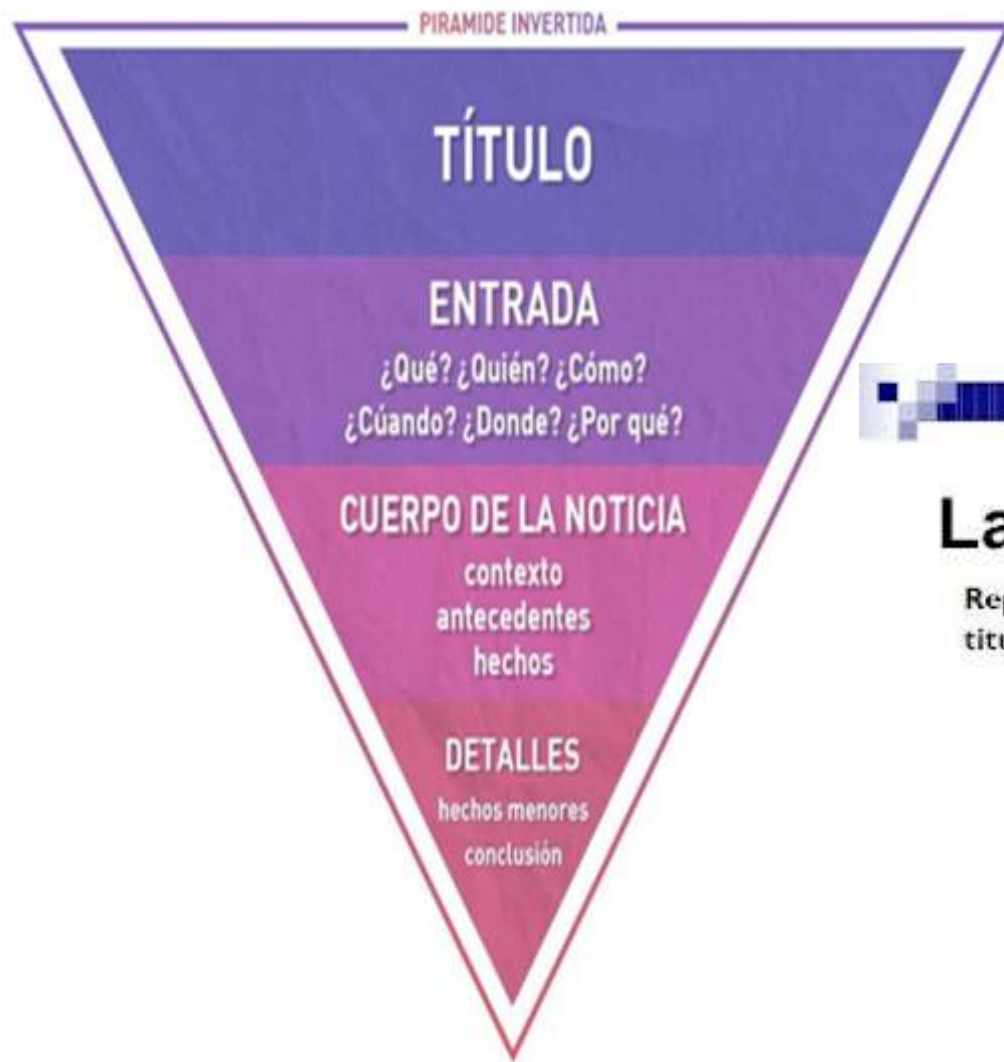 PIRAMIDE INVERTIDA
TÍTULO
ENTRADA
¿Qué? ¿Quién? ¿Cómo?
¿Cúando? ¿Donde? ¿Por qué?
CUERPO DE LA NOTICIA
contexto
antecedentes
hechos
DETALLES
hechos menores
conclusión
La